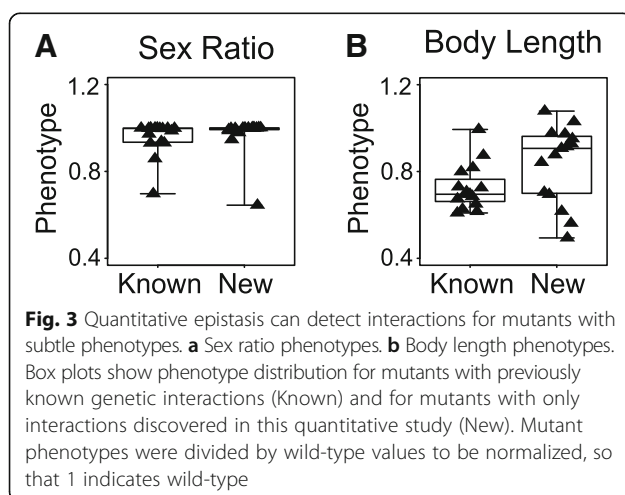 A Sex Ratio
B Body Length
1.2
0.8
0.4
Phenotype
Known New
1.2
0.8
0.4
Phenotype
Known New
Fig. 3 Quantitative epistasis can detect interactions for mutants with
subtle phenotypes. a Sex ratio phenotypes. b Body length phenotypes.
Box plots show phenotype distribution for mutants with previously
known genetic interactions (Known) and for mutants with only
interactions discovered in this quantitative study (New). Mutant
phenotypes were divided by wild-type values to be normalized, so
that 1 indicates wild-type